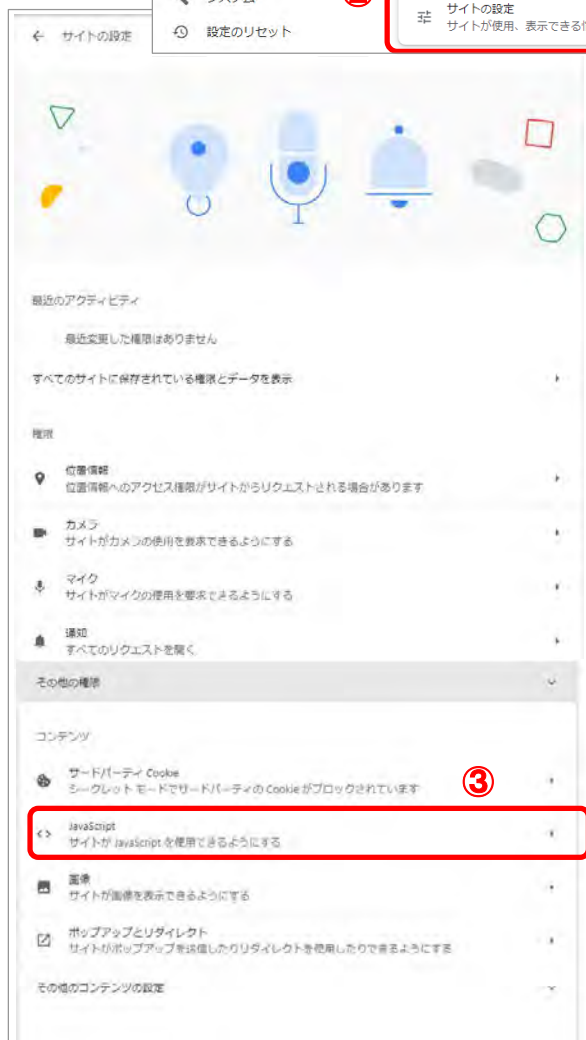 システム
設定のリセット
サイトの設定
サイトが使用、表示できる
サイトの設定
最近のアクティビティ
最近変更した権限はありません
すべてのサイトに保存されている権限とデータを表示
権限
位置情報
位置情報へのアクセス権限がサイトからリクエストされる場合があります
カメラ
サイトがカメラの使用を要求できるようにする
マイク
サイトがマイクの使用を要求できるようにする
通知
すべてのリクエストを開く
その他の権限
コンテンツ
サードパーティ Cookie
シークレット モードでサードパーティの Cookie がブロックされています
③
JavaScript
サイトが JavaScript を使用できるようにする
画像
サイトが画像を表示できるようにする
ポップアップとリダイレクト
サイトがポップアップを送信したりリダイレクトを使用したりできるようにする
その他のコンテンツの設定